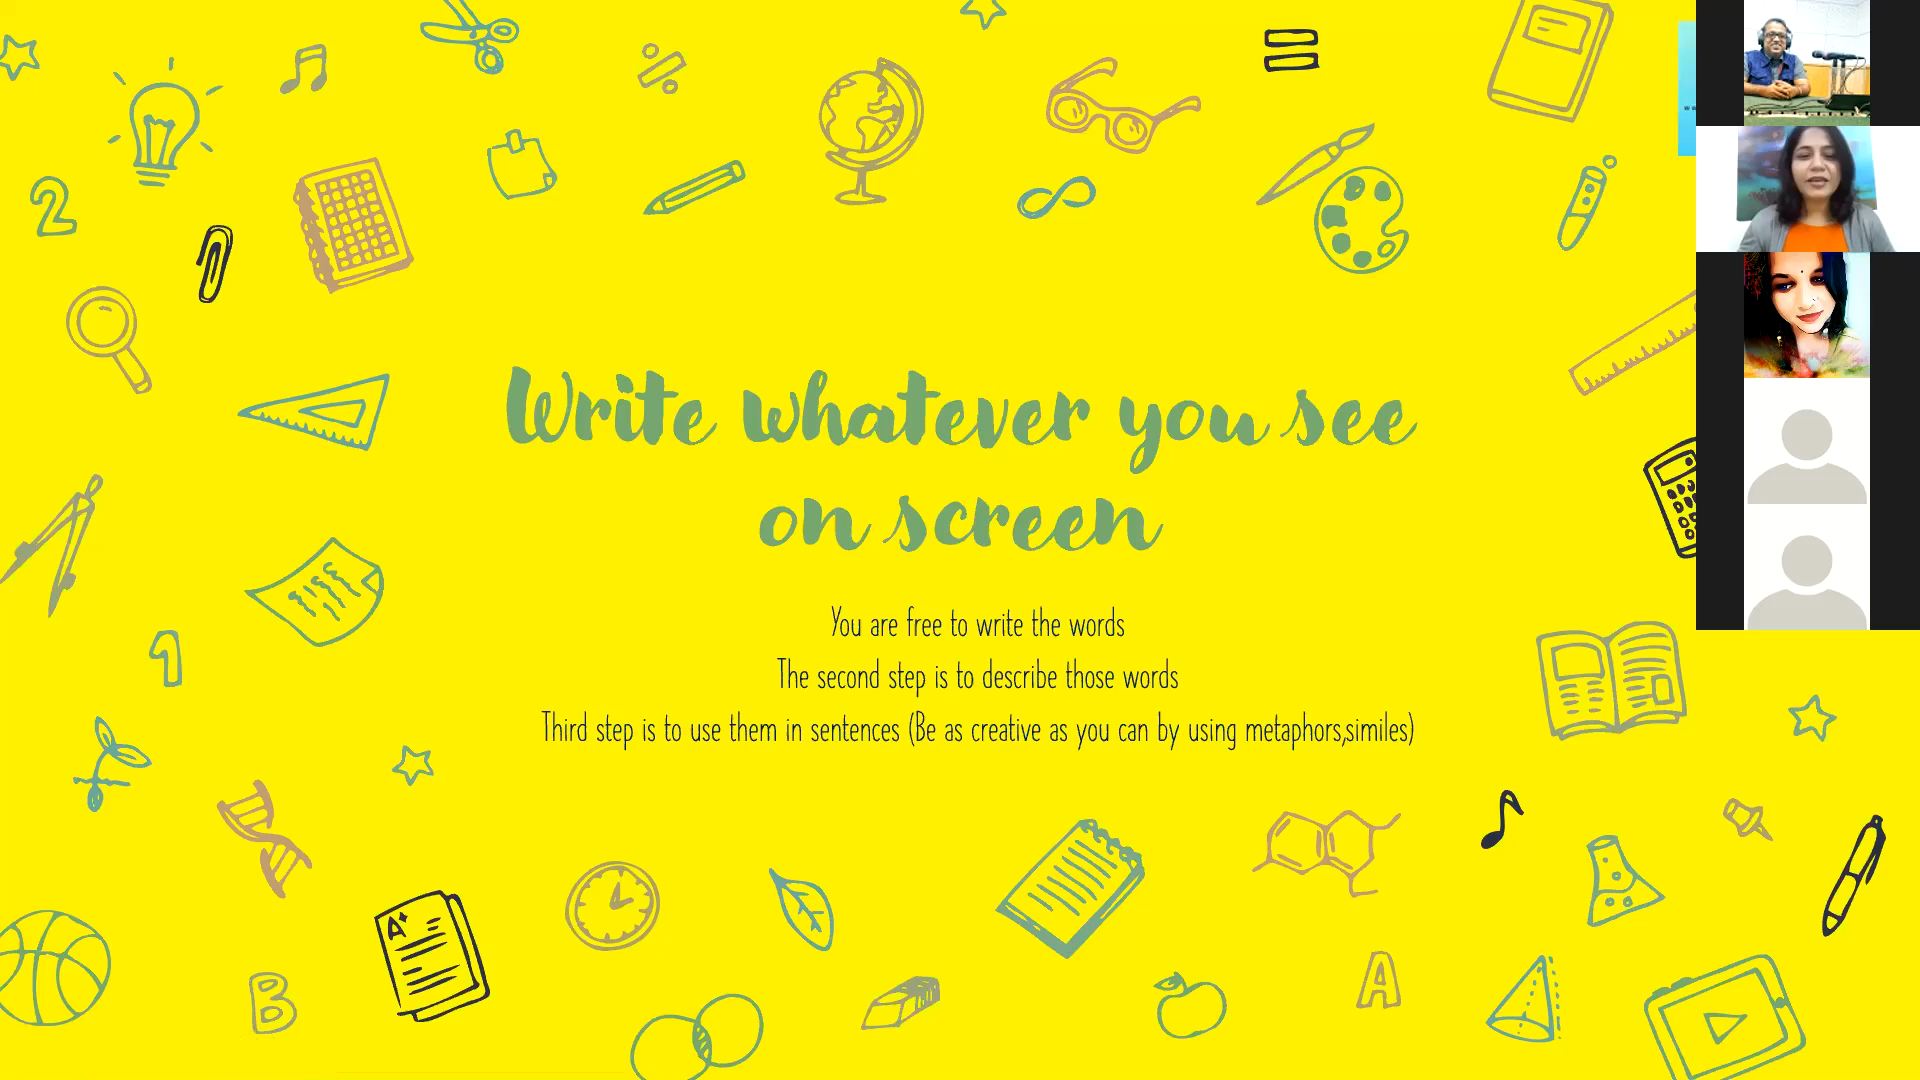 Write whatever you see
on screen
You are free to write the words
The second step is to describe those words
Third step is to use them in sentences (Be as creative as you can by using metaphors,similes)
2
1
A+
B
A